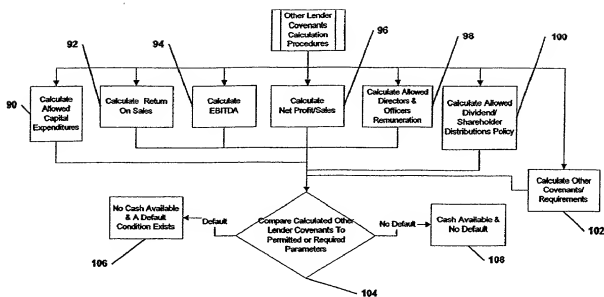 Other Lender
Covenants
Calculation
Procedures
92
94
96
98
100
90
Calculate
Allowed
Capital
Expenditures
Calculate Return
On Sales
Calculate
EBITDA
Calculate
Net Profit/Sales
Calculate Allowed
Directors &
Officers
Remuneration
Calculate Allowed
Dividend/
Shareholder
Distributions Policy
Calculate Other
Covenants/
Requirements
102
No Cash Available
& A Default
Condition Exists
Default
Compare Calculated Other
Lender Covenants To
Permitted or Required
Parameters
No Default
Cash Available &
No Default
106
108
104